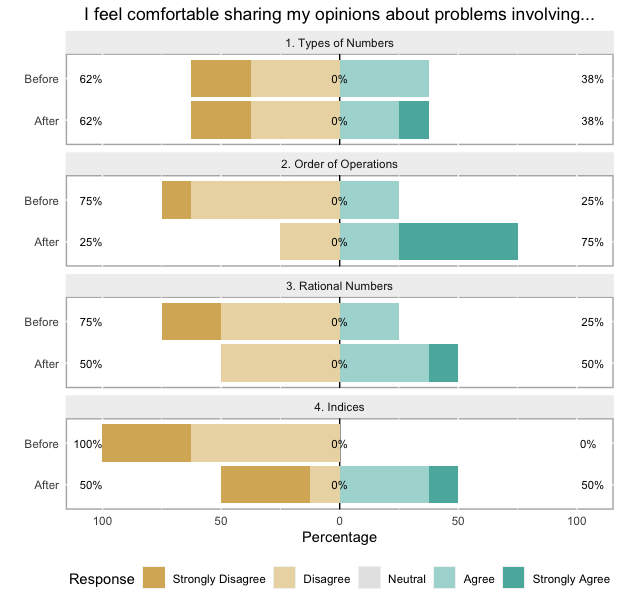 I feel comfortable sharing my opinions about problems involving...
1. Types of Numbers
Before 62% 0% 38%
After 62% 0% 38%
2. Order of Operations
Before 75% 0% 25%
After 25% 0% 75%
3. Rational Numbers
Before 75% 0% 25%
After 50% 0% 50%
4. Indices
Before 100% 0% 0%
After 50% 0% 50%
100 50 0 50 100
Percentage
Response Strongly Disagree Disagree Neutral Agree Strongly Agree